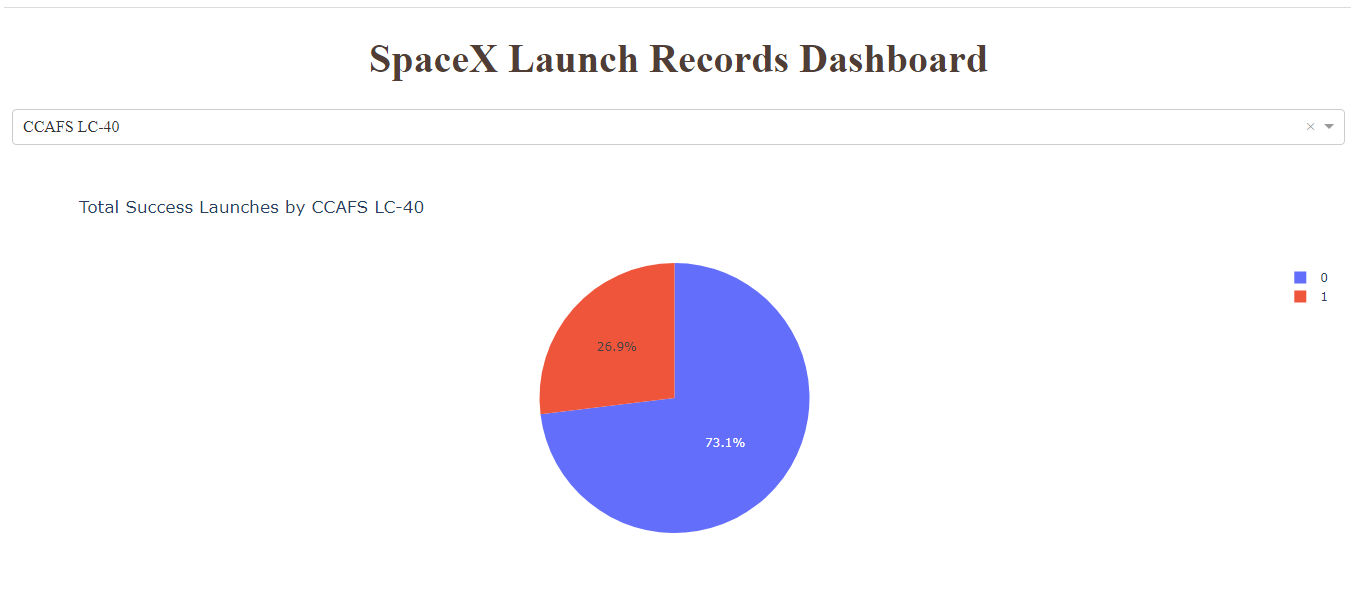 SpaceX Launch Records Dashboard
CCAFS LC-40
×
Total Success Launches by CCAFS LC-40
0
1
26.9%
73.1%